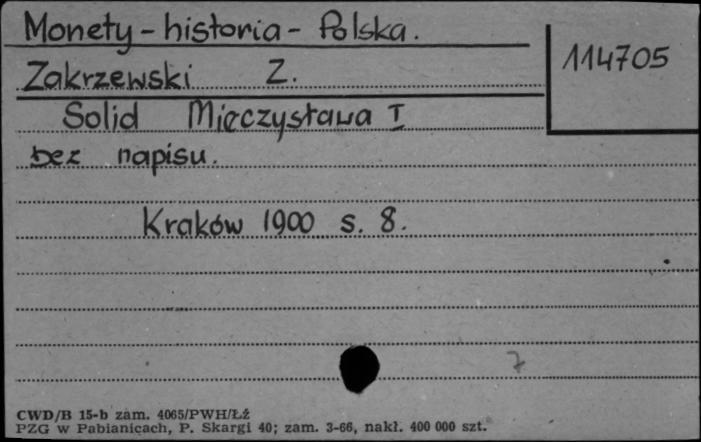 Monety - historia - Polska.
114705
Zakrzewski Z.
Solid Mieczysława I
bez napisu.
Kraków 1900 s. 8.
7
CWD/B 15-b zam. 4065/PWH/Łź
PZG w Pabianicach, P. Skargi 40; zam. 3-66, nakł. 400 000 szt.